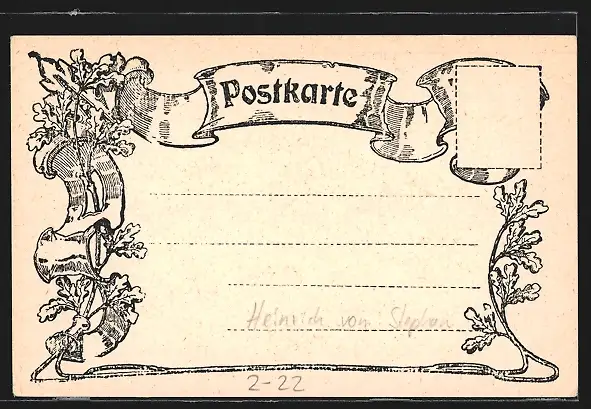 Postkarte
Heinrich von Stephan
2-22